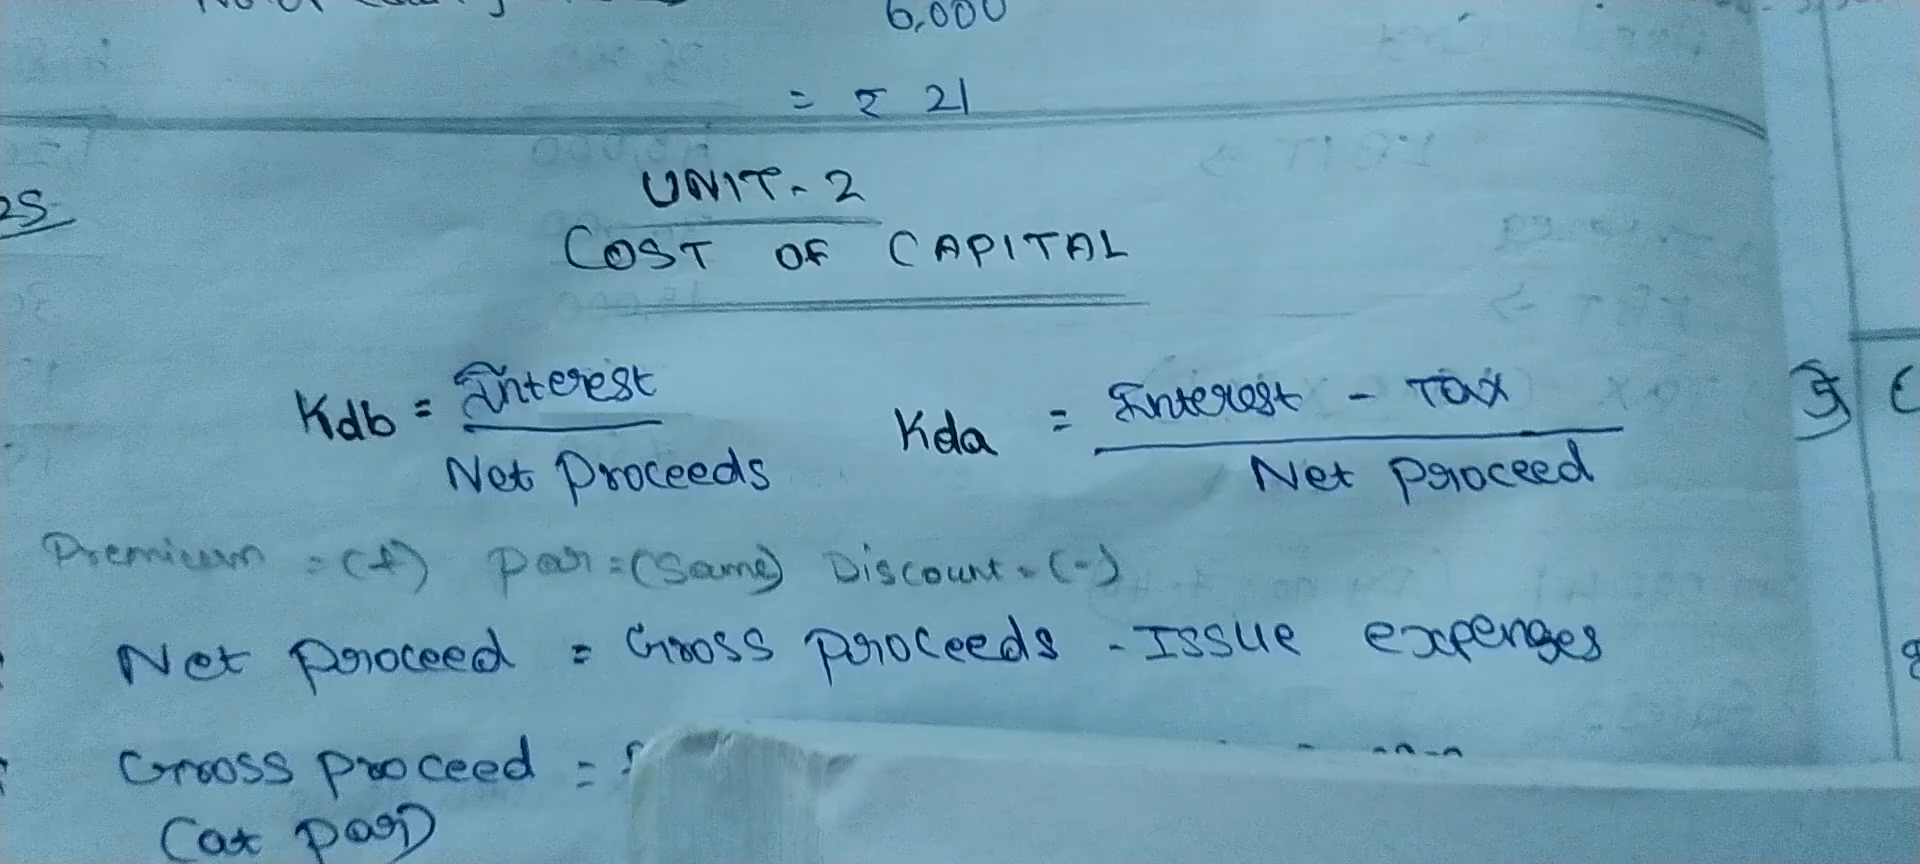 6,000
= ₹ 21
UNIT-2
COST OF CAPITAL
Kdb = Interest / Net Proceeds    Kda = Interest - Tax / Net proceed
Premium = (+) par = (same) Discount = (-)
Net proceed = Gross proceeds - Issue expenses
Gross proceed =
(at par)